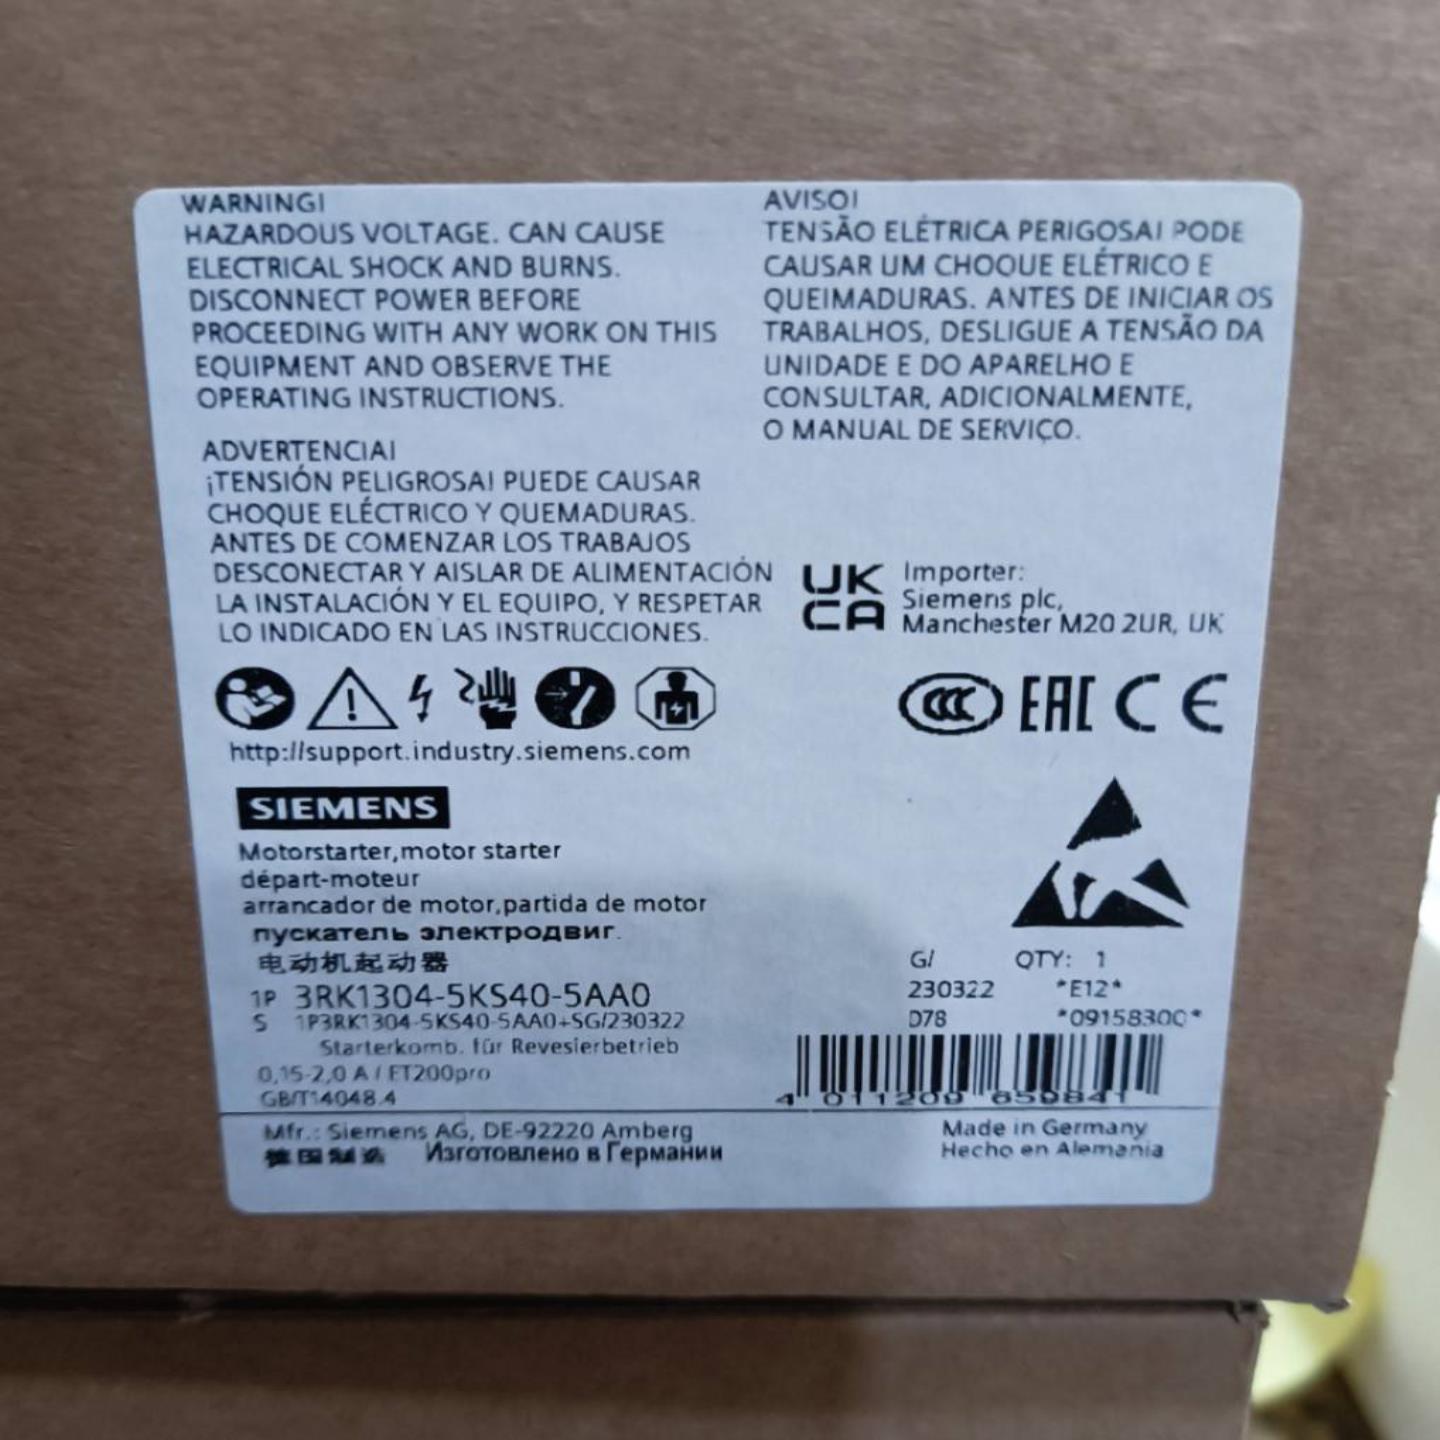 WARNING!
HAZARDOUS VOLTAGE. CAN CAUSE
ELECTRICAL SHOCK AND BURNS.
DISCONNECT POWER BEFORE
PROCEEDING WITH ANY WORK ON THIS
EQUIPMENT AND OBSERVE THE
OPERATING INSTRUCTIONS.
ADVERTENCIA!
¡TENSIÓN PELIGROSA! PUEDE CAUSAR
CHOQUE ELÉCTRICO Y QUEMADURAS.
ANTES DE COMENZAR LOS TRABAJOS
DESCONECTAR Y AISLAR DE ALIMENTACIÓN
LA INSTALACIÓN Y EL EQUIPO, Y RESPETAR
LO INDICADO EN LAS INSTRUCCIONES.
AVISO!
TENSÃO ELÉTRICA PERIGOSA! PODE
CAUSAR UM CHOQUE ELÉTRICO E
QUEIMADURAS. ANTES DE INICIAR OS
TRABALHOS, DESLIGUE A TENSÃO DA
UNIDADE E DO APARELHO E
CONSULTAR, ADICIONALMENTE,
O MANUAL DE SERVIÇO.
UK
CA
Importer:
Siemens plc,
Manchester M20 2UR, UK
CCC EAC CE
http://support.industry.siemens.com
SIEMENS
Motorstarter,motor starter
départ-moteur
arrancador de motor,partida de motor
пускатель электродвиг.
电动机起动器
1P 3RK1304-5KS40-5AA0
S 1P3RK1304-5KS40-5AA0+SG/230322
Starterkomb. für Revesierbetrieb
0,15-2,0 A / ET200pro
GB/T14048.4
G/ QTY: 1
230322 *E12*
D78 *09158300*
4 011209 659841
Mfr.: Siemens AG, DE-92220 Amberg
德国制造 Изготовлено в Германии
Made in Germany
Hecho en Alemania